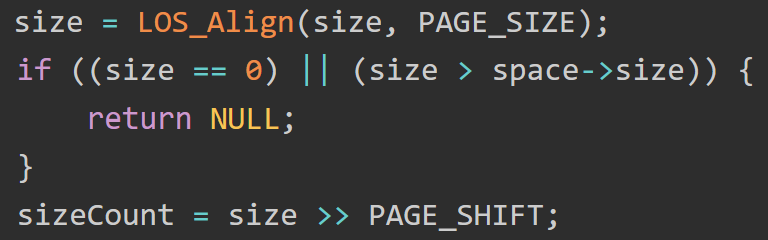 size = LOS_Align(size, PAGE_SIZE);
if ((size == 0) || (size > space->size)) {
    return NULL;
}
sizeCount = size >> PAGE_SHIFT;